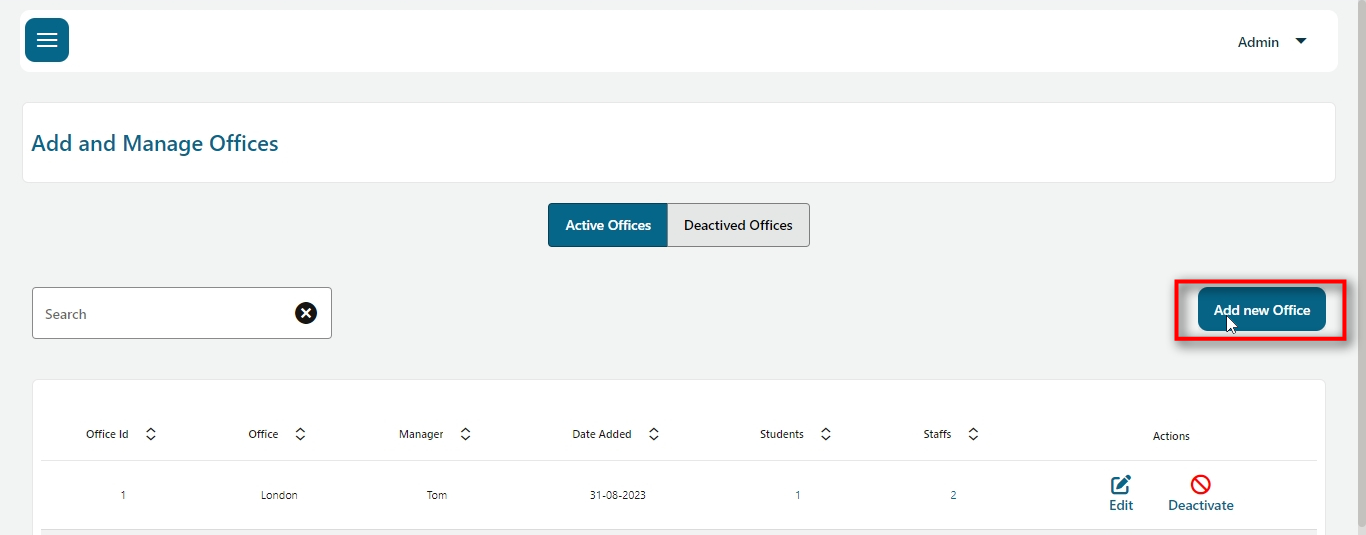 Admin
Add and Manage Offices
Active Offices Deactived Offices
Search Add new Office
Office Id Office Manager Date Added Students Staffs Actions
1 London Tom 31-08-2023 1 2 Edit Deactivate